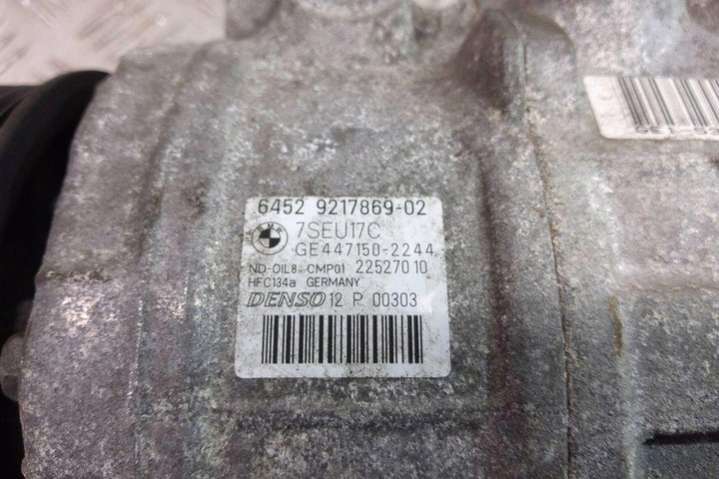 6452 9217869-02
7SEU17C
GE447150-2244
ND-OIL8 CMP01 22527010
HFC134a GERMANY
DENSO 12 P 00303